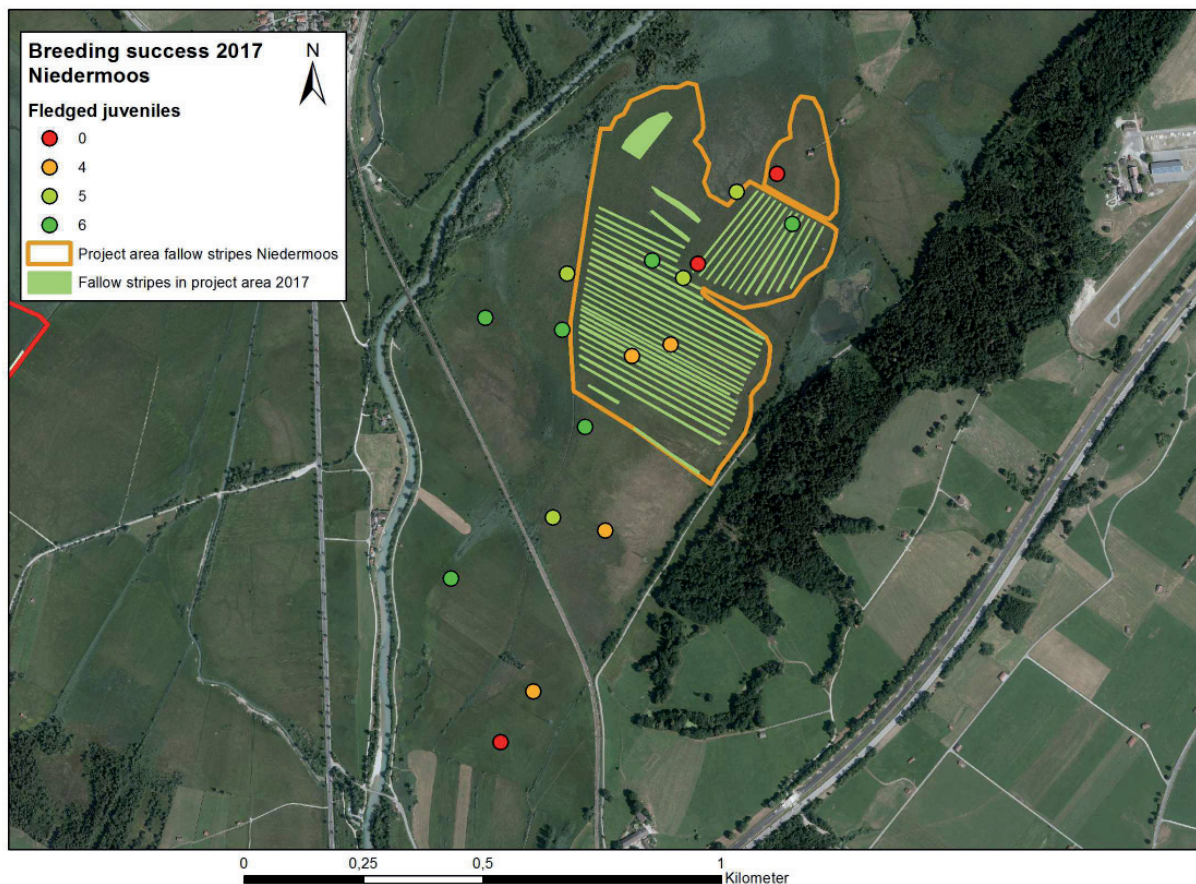 Breeding success 2017
Niedermoos
N
Fledged juveniles
0
4
5
6
Project area fallow stripes Niedermoos
Fallow stripes in project area 2017
0 0,25 0,5 1
Kilometer